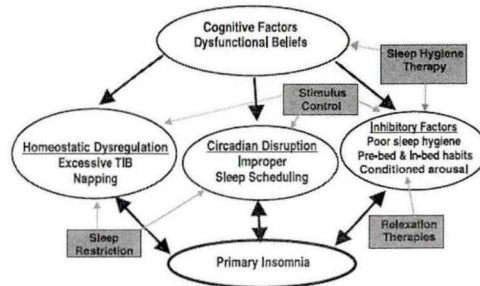 Cognitive Factors
Dysfunctional Beliefs
Sleep Hygiene
Therapy
Stimulus
Control
Homeostatic Dysregulation
Excessive TIB
Napping
Circadian Disruption
Improper
Sleep Scheduling
Inhibitory Factors
Poor sleep hygiene
Pre-bed & In-bed habits
Conditioned arousal
Sleep
Restriction
Relaxation
Therapies
Primary Insomnia